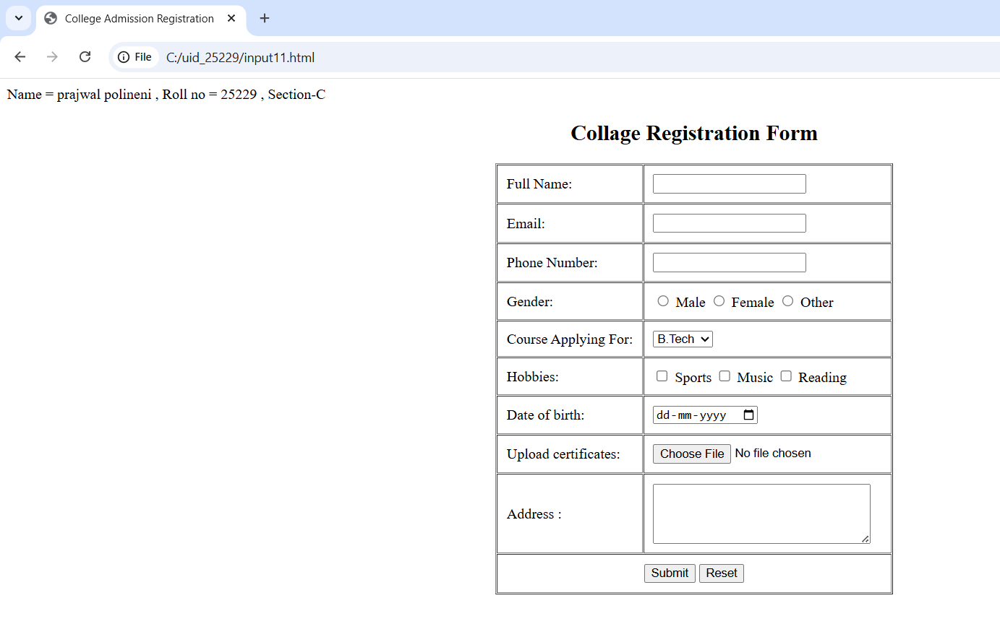 College Admission Registration
File C:/uid_25229/input11.html
Name = prajwal polineni , Roll no = 25229 , Section-C
Collage Registration Form
Full Name:
Email:
Phone Number:
Gender: Male Female Other
Course Applying For: B.Tech
Hobbies: Sports Music Reading
Date of birth: dd-mm-yyyy
Upload certificates: Choose File No file chosen
Address :
Submit Reset